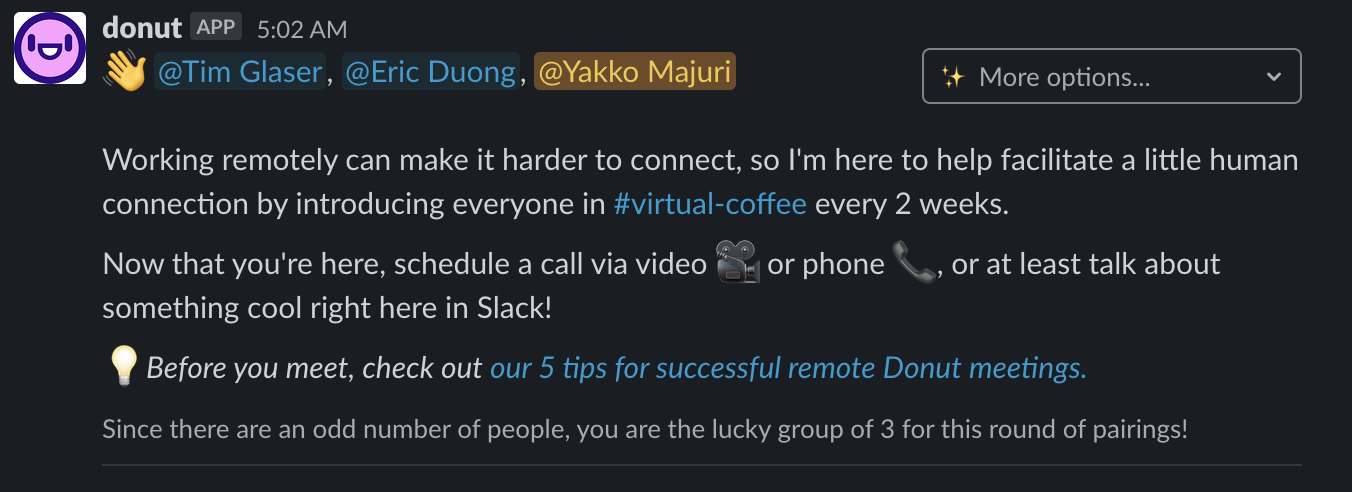 donut APP 5:02 AM
👋 @Tim Glaser, @Eric Duong, @Yakko Majuri
✨ More options...
Working remotely can make it harder to connect, so I'm here to help facilitate a little human
connection by introducing everyone in #virtual-coffee every 2 weeks.
Now that you're here, schedule a call via video 🎥 or phone 📞, or at least talk about
something cool right here in Slack!
💡 Before you meet, check out our 5 tips for successful remote Donut meetings.
Since there are an odd number of people, you are the lucky group of 3 for this round of pairings!